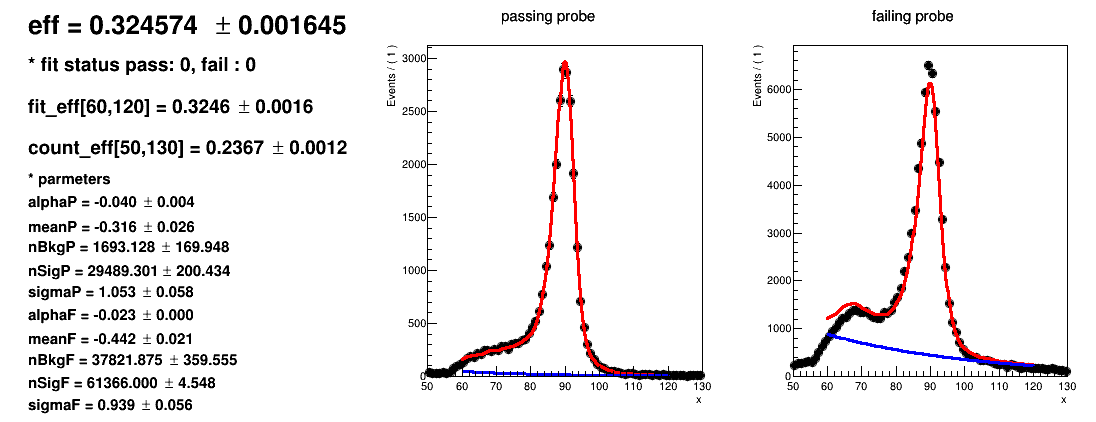 eff = 0.324574 ± 0.001645
* fit status pass: 0, fail : 0
fit_eff[60,120] = 0.3246 ± 0.0016
count_eff[50,130] = 0.2367 ± 0.0012
* parmeters
alphaP = -0.040 ± 0.004
meanP = -0.316 ± 0.026
nBkgP = 1693.128 ± 169.948
nSigP = 29489.301 ± 200.434
sigmaP = 1.053 ± 0.058
alphaF = -0.023 ± 0.000
meanF = -0.442 ± 0.021
nBkgF = 37821.875 ± 359.555
nSigF = 61366.000 ± 4.548
sigmaF = 0.939 ± 0.056
passing probe
Events / ( 1 )
3000
2500
2000
1500
1000
500
0
50 60 70 80 90 100 110 120 130
x
failing probe
Events / ( 1 )
6000
5000
4000
3000
2000
1000
0
50 60 70 80 90 100 110 120 130
x